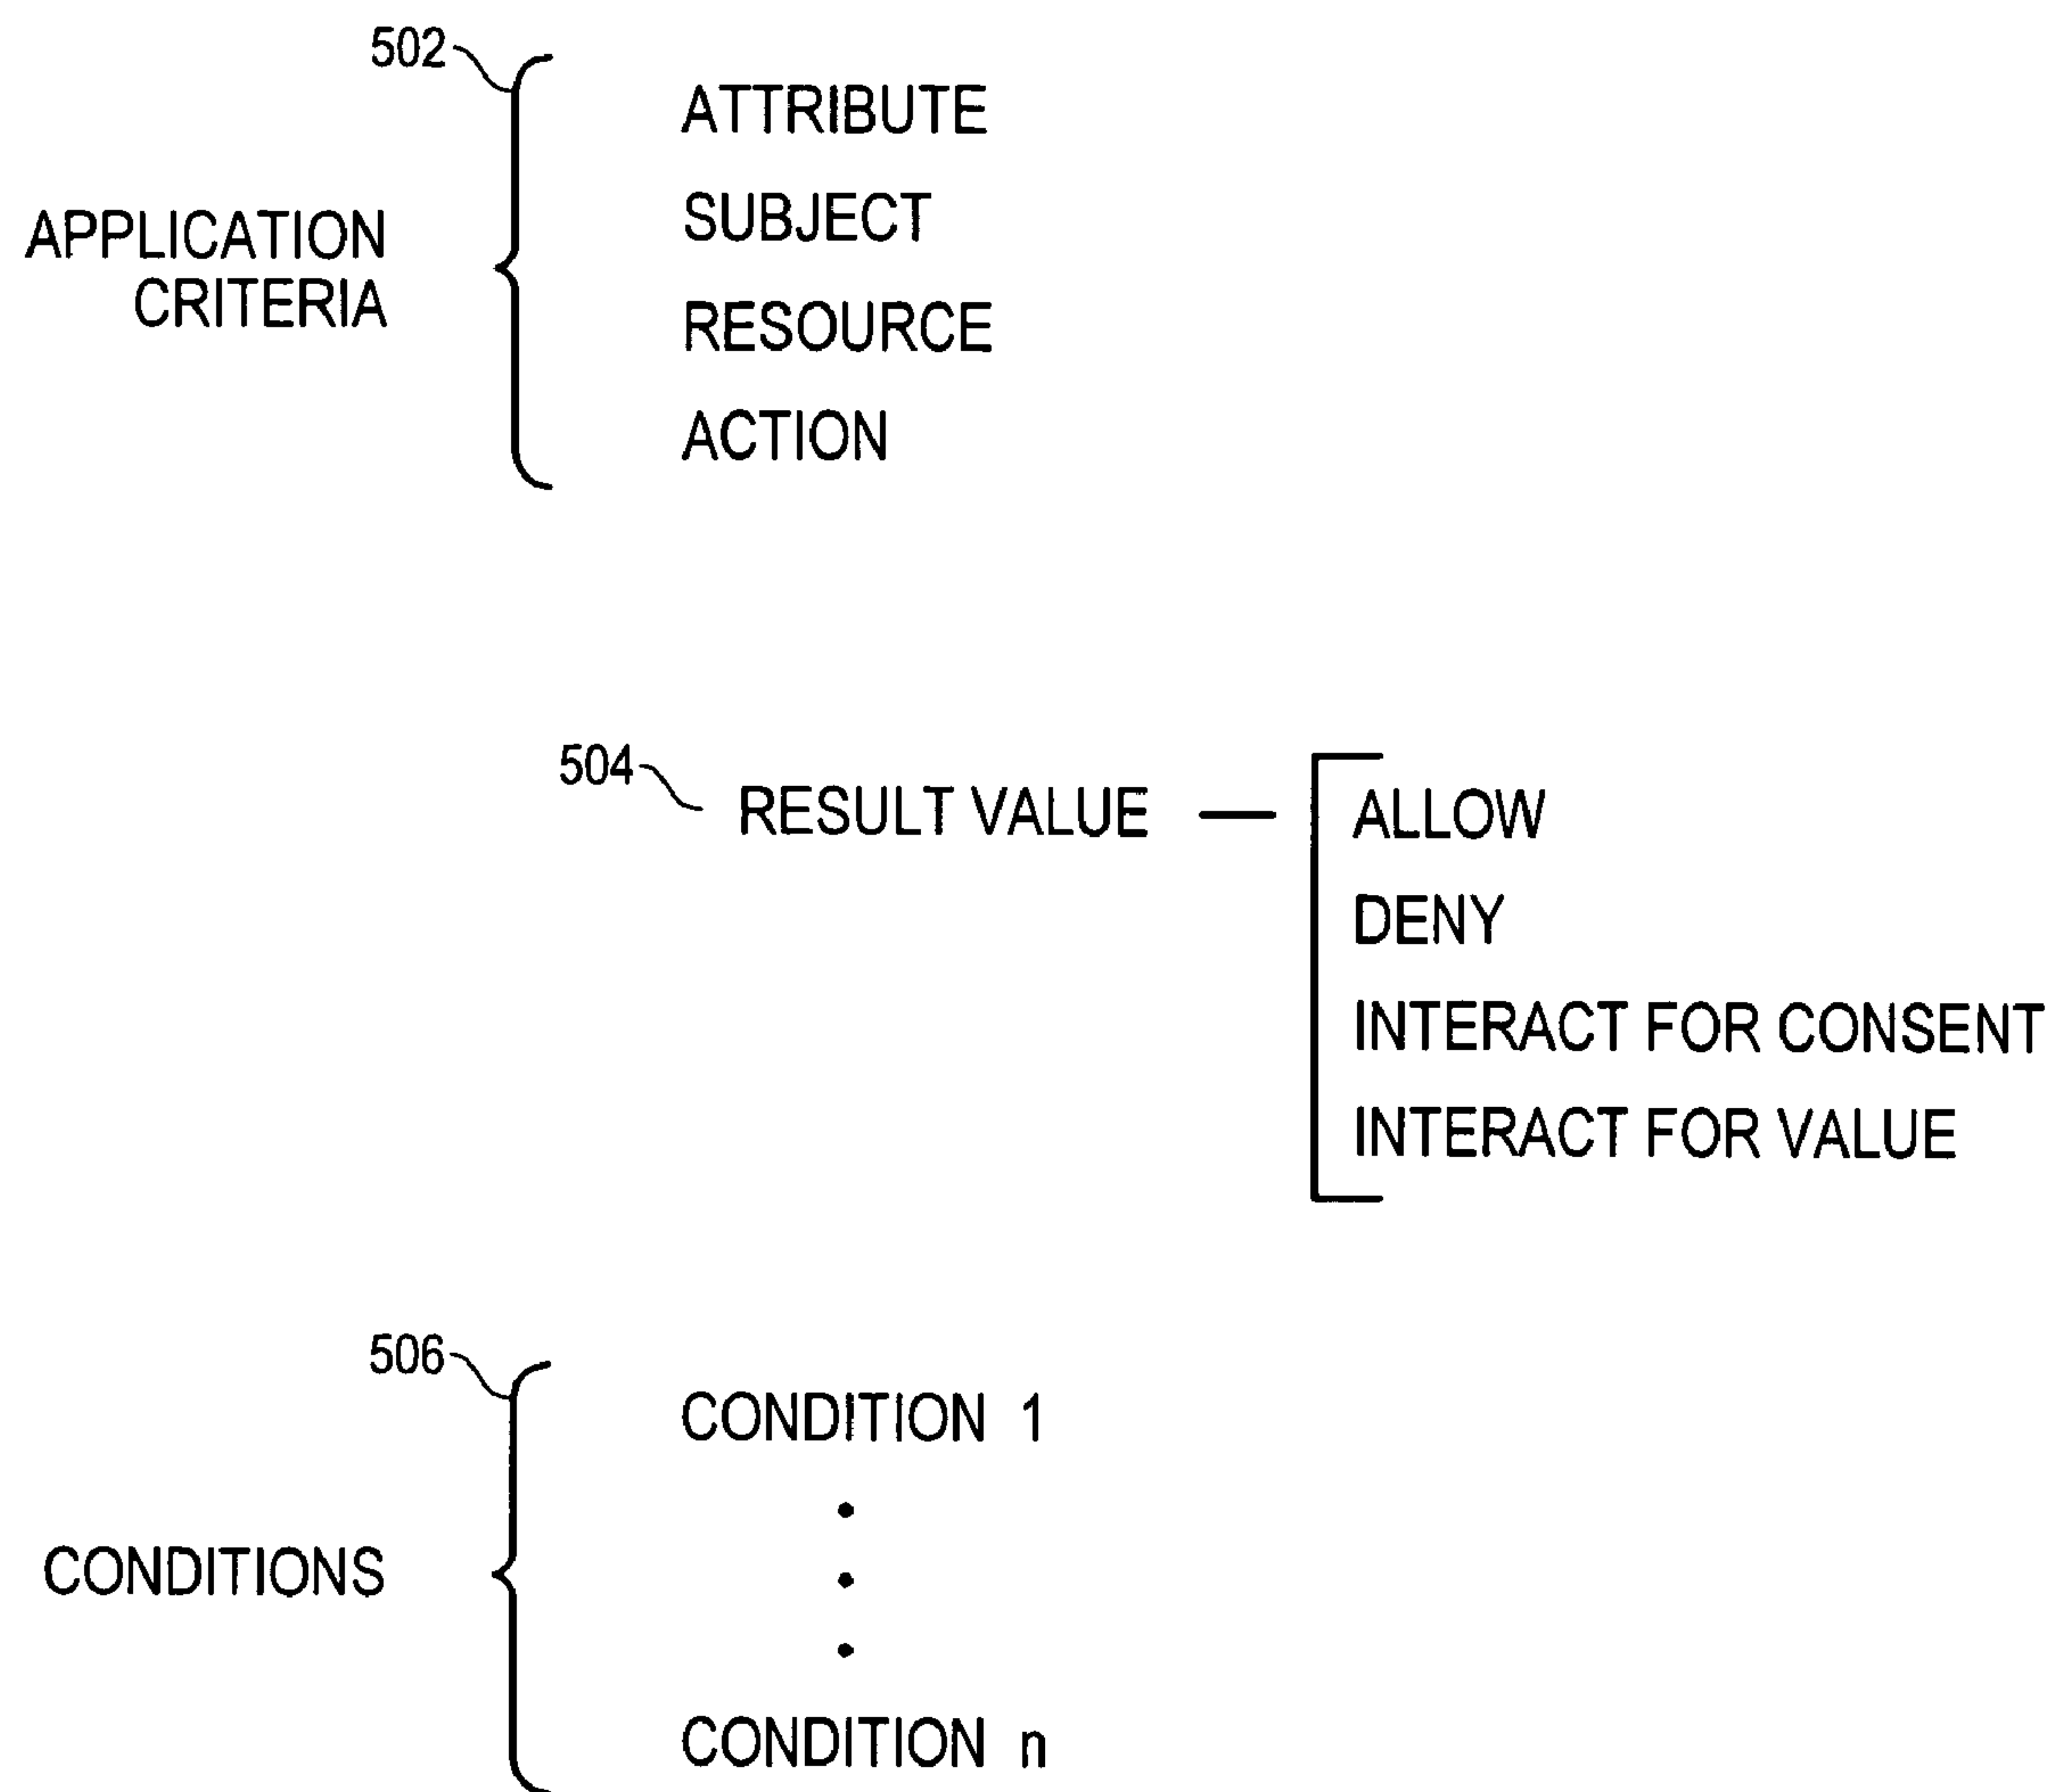 502
ATTRIBUTE
SUBJECT
APPLICATION
CRITERIA
RESOURCE
ACTION
504
RESULT VALUE
ALLOW
DENY
INTERACT FOR CONSENT
INTERACT FOR VALUE
506
CONDITION 1
CONDITIONS
CONDITION n